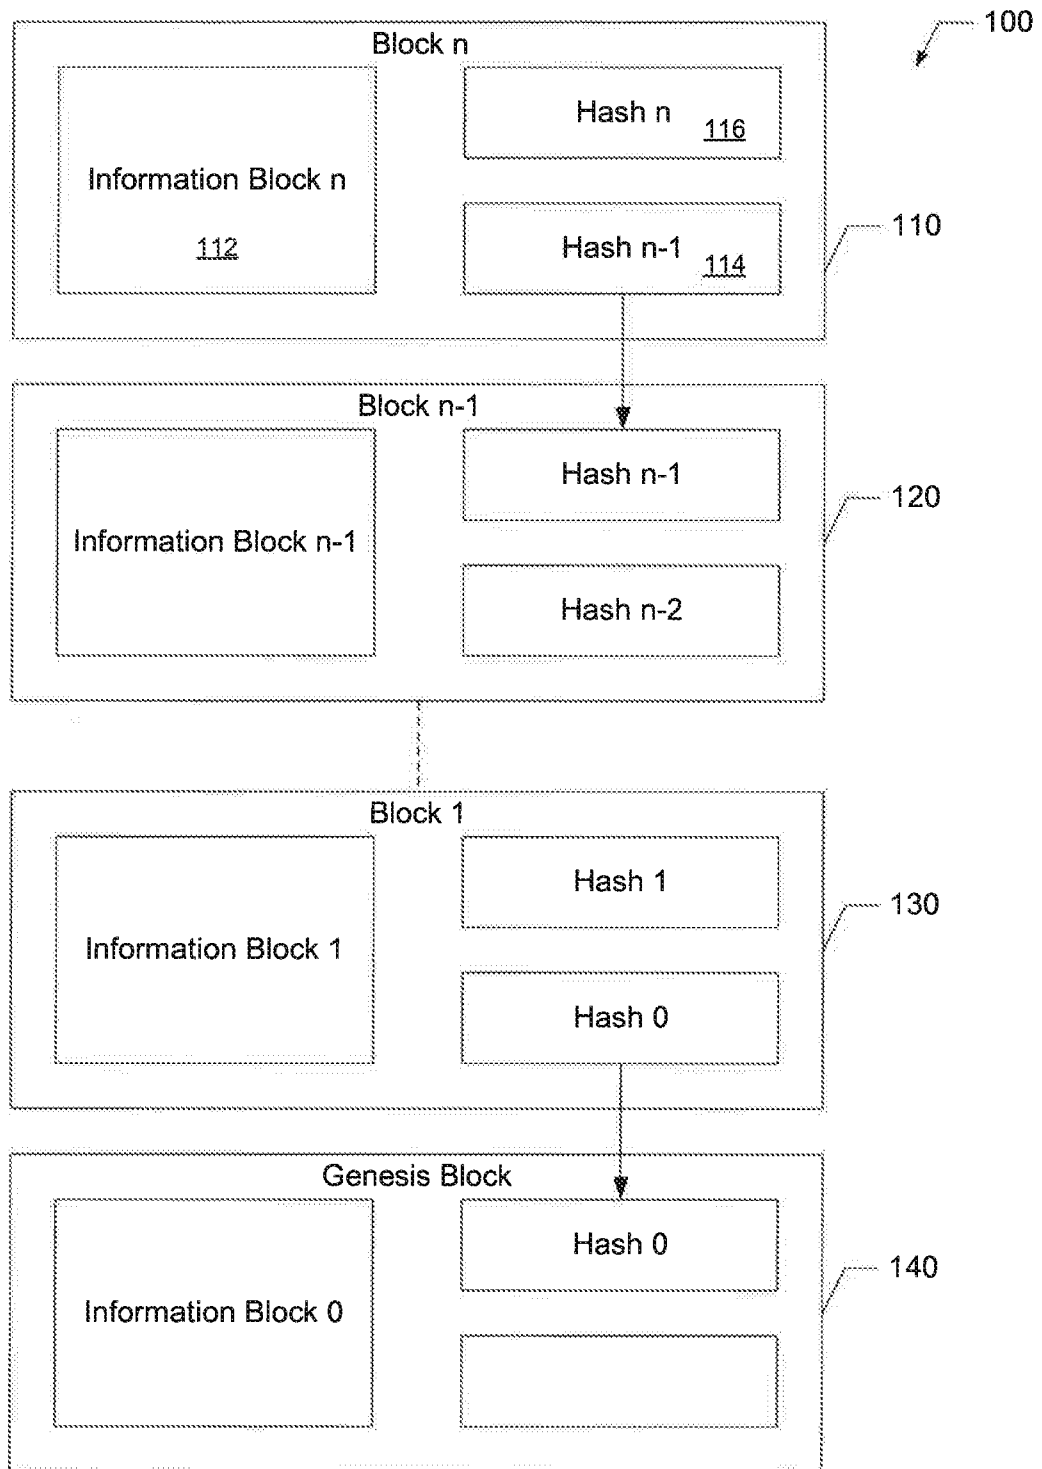 100
Block n
Hash n
116
Information Block n
112
Hash n-1
114
110
Block n-1
Hash n-1
120
Information Block n-1
Hash n-2
Block 1
Hash 1
130
Information Block 1
Hash 0
Genesis Block
Hash 0
140
Information Block 0